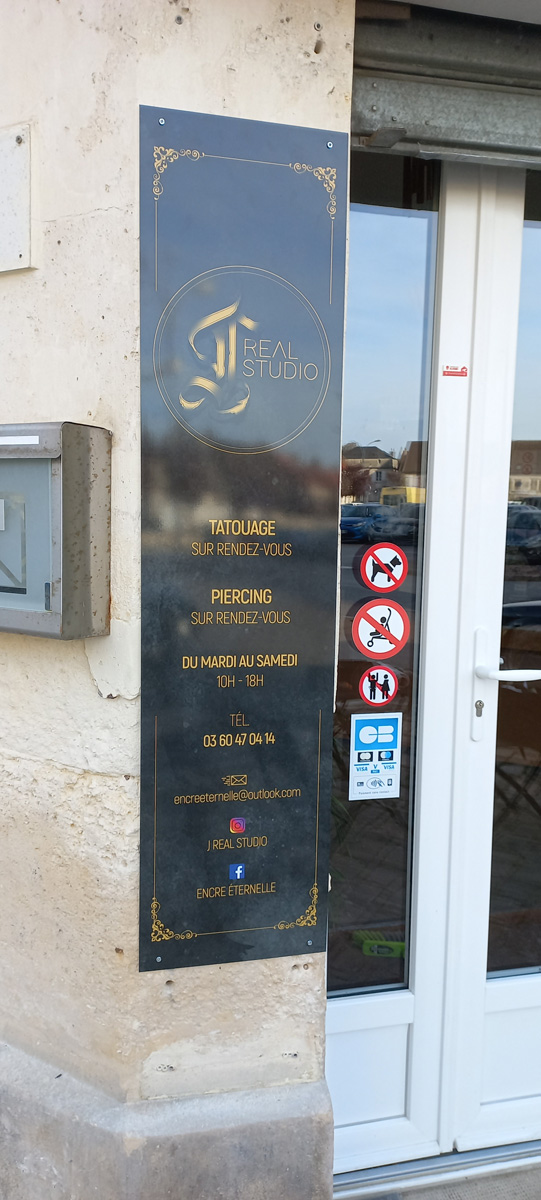 J REAL
STUDIO
TATOUAGE
SUR RENDEZ-VOUS
PIERCING
SUR RENDEZ-VOUS
DU MARDI AU SAMEDI
10H - 18H
TÉL.
03 60 47 04 14
encreeternelle@outlook.com
J REAL STUDIO
ENCRE ÉTERNELLE
CB
VISA V VISA